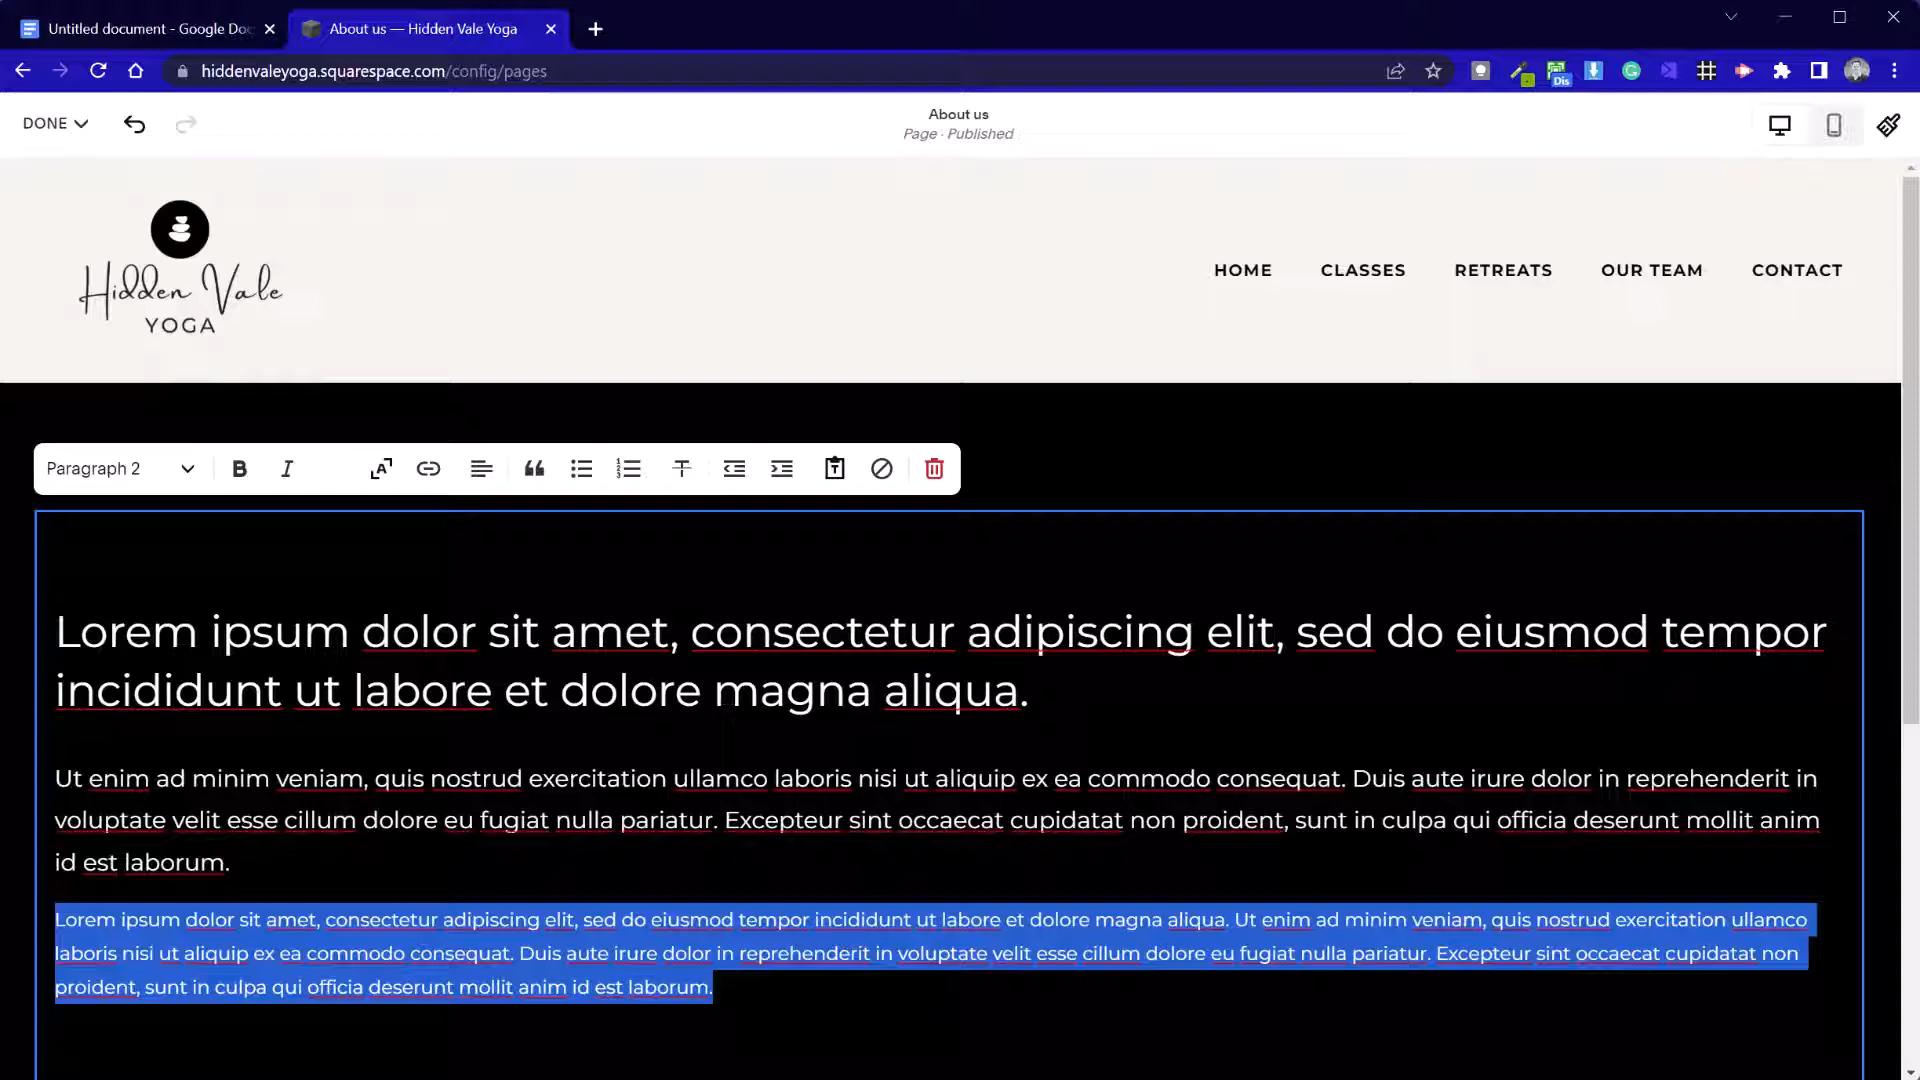 Untitled document - Google Doc
About us — Hidden Vale Yoga
hiddenvaleyoga.squarespace.com/config/pages
Dis
DONE
About us
Page · Published
Hidden Vale
YOGA
HOME
CLASSES
RETREATS
OUR TEAM
CONTACT
Paragraph 2
Lorem ipsum dolor sit amet, consectetur adipiscing elit, sed do eiusmod tempor
incididunt ut labore et dolore magna aliqua.
Ut enim ad minim veniam, quis nostrud exercitation ullamco laboris nisi ut aliquip ex ea commodo consequat. Duis aute irure dolor in reprehenderit in
voluptate velit esse cillum dolore eu fugiat nulla pariatur. Excepteur sint occaecat cupidatat non proident, sunt in culpa qui officia deserunt mollit anim
id est laborum.
Lorem ipsum dolor sit amet, consectetur adipiscing elit, sed do eiusmod tempor incididunt ut labore et dolore magna aliqua. Ut enim ad minim veniam, quis nostrud exercitation ullamco
laboris nisi ut aliquip ex ea commodo consequat. Duis aute irure dolor in reprehenderit in voluptate velit esse cillum dolore eu fugiat nulla pariatur. Excepteur sint occaecat cupidatat non
proident, sunt in culpa qui officia deserunt mollit anim id est laborum.